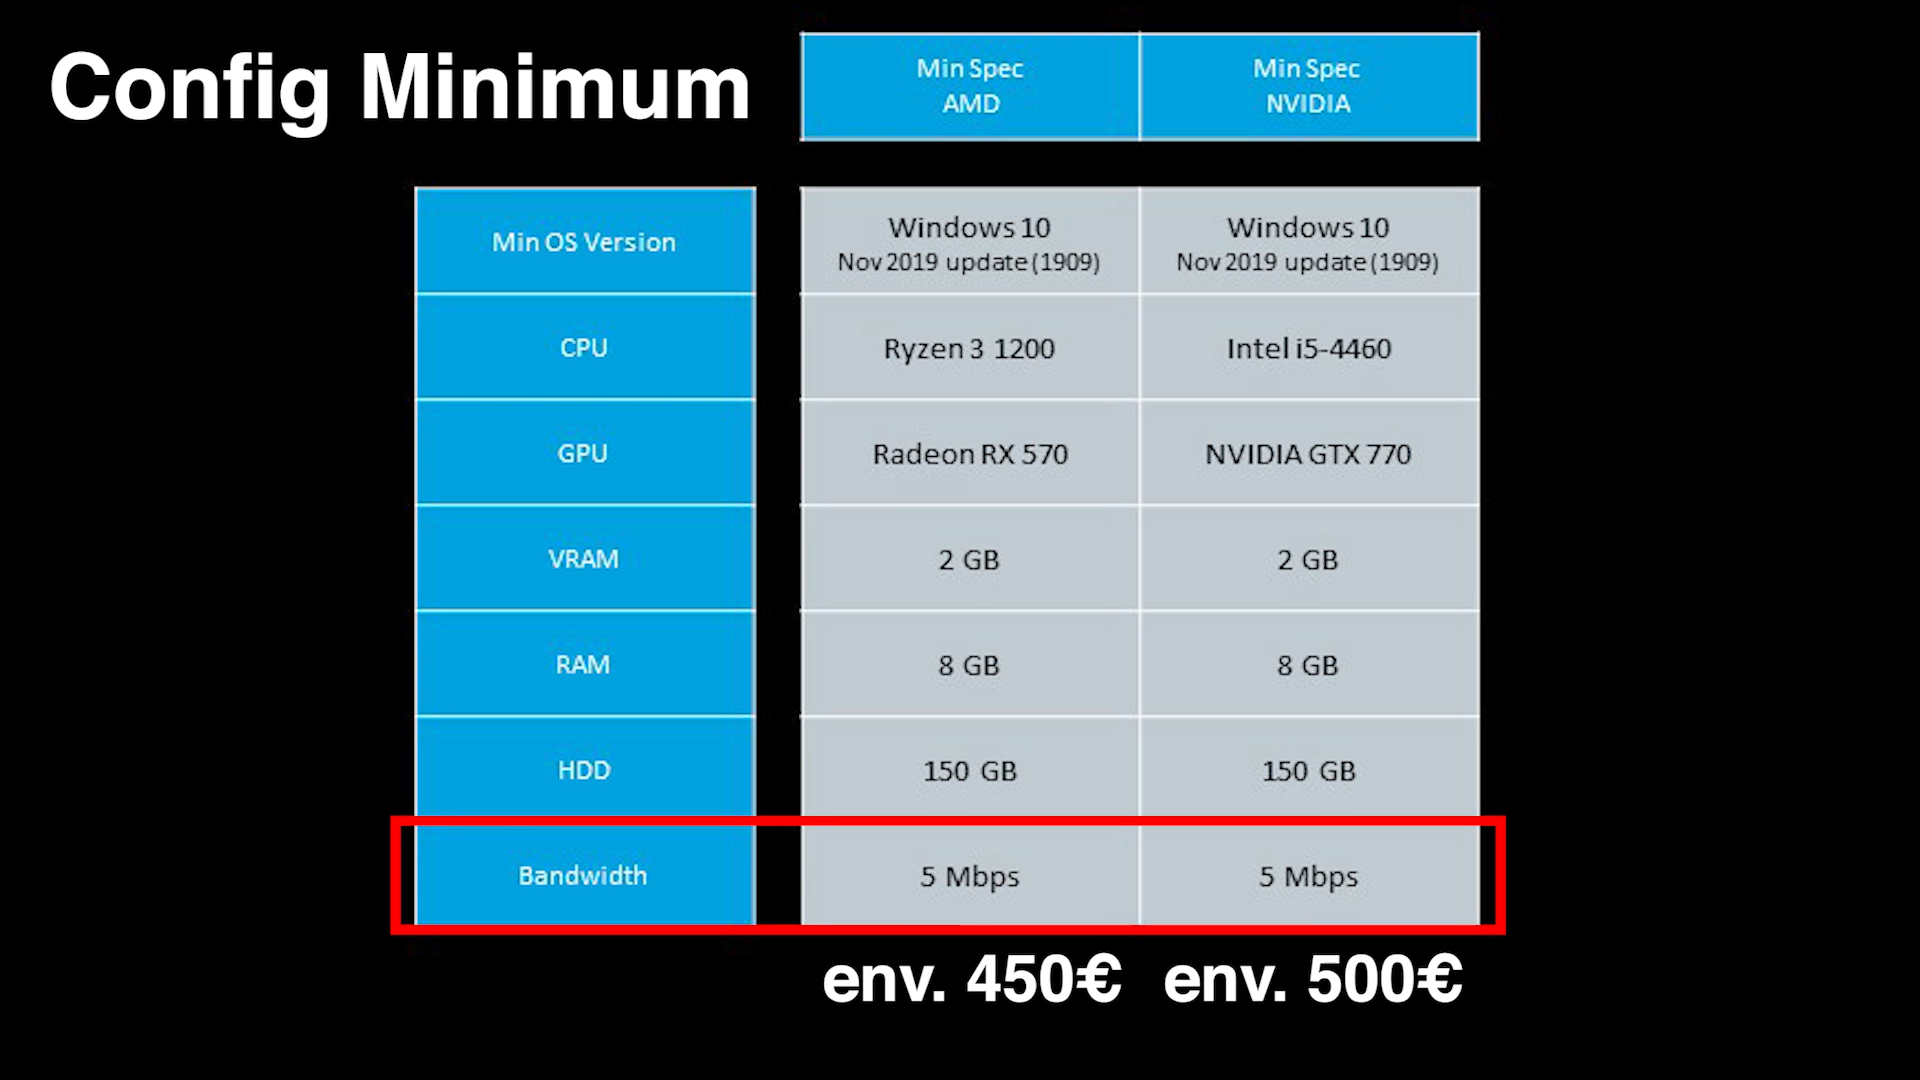 Config Minimum
Min Spec
AMD
Min Spec
NVIDIA
Min OS Version
Windows 10
Nov 2019 update (1909)
Windows 10
Nov 2019 update (1909)
CPU
Ryzen 3 1200
Intel i5-4460
GPU
Radeon RX 570
NVIDIA GTX 770
VRAM
2 GB
2 GB
RAM
8 GB
8 GB
HDD
150 GB
150 GB
Bandwidth
5 Mbps
5 Mbps
env. 450€
env. 500€